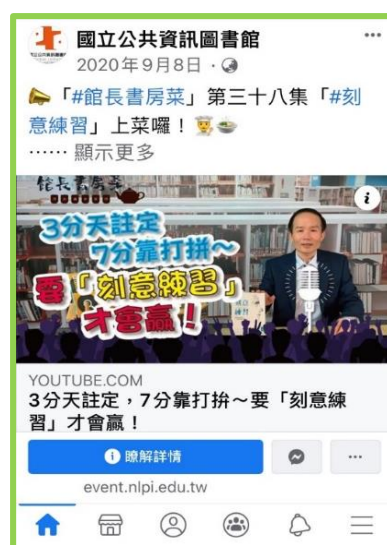 國立公共資訊圖書館
2020年9月8日
「#館長書房菜」第三十八集「#刻
意練習」上菜囉！
…… 顯示更多
館長書房菜
3分天註定
7分靠打拼～
要「刻意練習」
才會贏！
YOUTUBE.COM
3分天註定，7分靠打拚～要「刻意練
習」才會贏！
瞭解詳情
event.nlpi.edu.tw